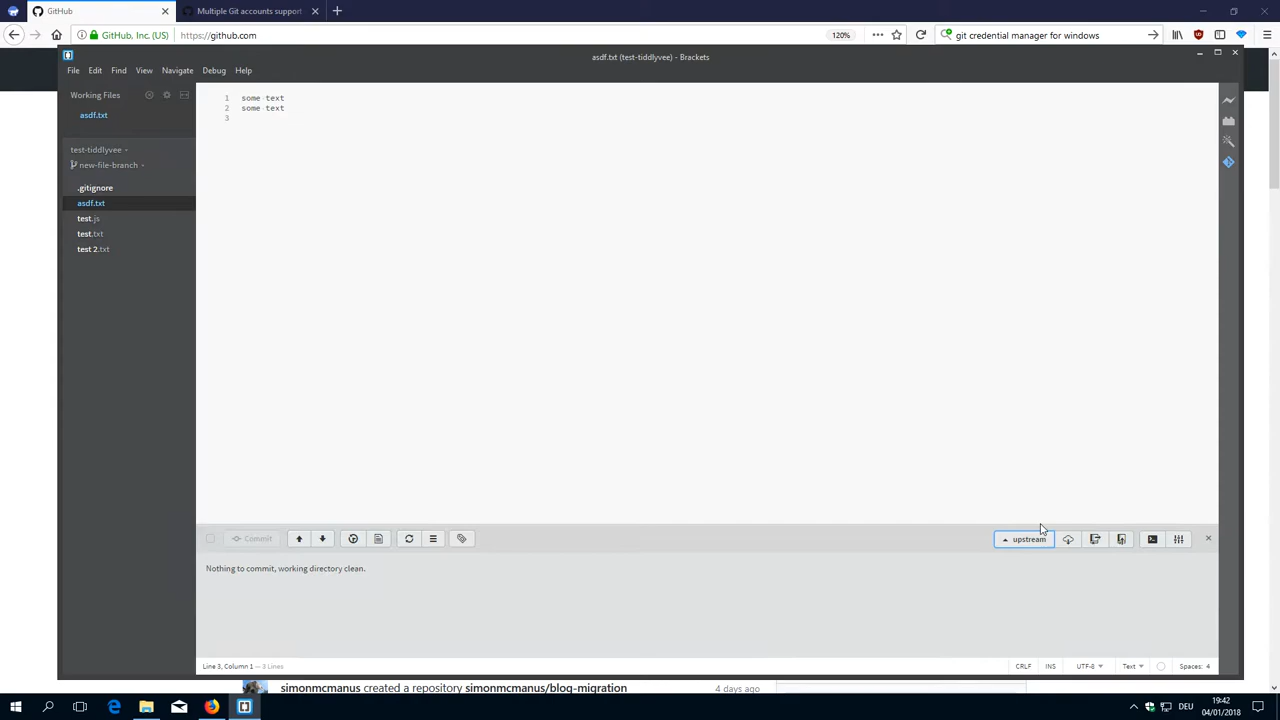 GitHub
Multiple Git accounts support
GitHub, Inc. (US)
https://github.com
120%
git credential manager for windows
asdf.txt (test-tiddlyvee) - Brackets
File Edit Find View Navigate Debug Help
Working Files
asdf.txt
test-tiddlyvee
new-file-branch
.gitignore
asdf.txt
test.js
test.txt
test 2.txt
1 some text
2 some text
3
Commit
upstream
Nothing to commit, working directory clean.
Line 3, Column 1 — 3 Lines
CRLF
INS
UTF-8
Text
Spaces: 4
simonmcmanus created a repository simonmcmanus/blog-migration
4 days ago
DEU
19:42
04/01/2018